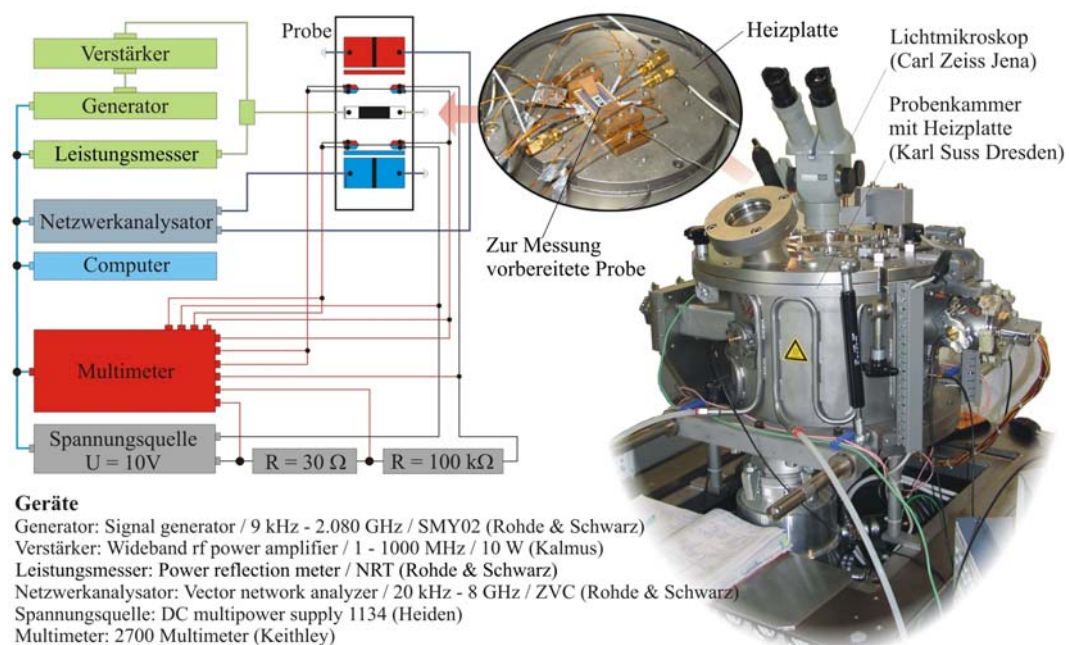 Probe
Verstärker
Generator
Leistungsmesser
Netzwerkanalysator
Computer
Multimeter
Spannungsquelle
U = 10V
R = 30 Ω
R = 100 kΩ
Heizplatte
Zur Messung
vorbereitete Probe
Lichtmikroskop
(Carl Zeiss Jena)
Probenkammer
mit Heizplatte
(Karl Suss Dresden)
Geräte
Generator: Signal generator / 9 kHz - 2.080 GHz / SMY02 (Rohde & Schwarz)
Verstärker: Wideband rf power amplifier / 1 - 1000 MHz / 10 W (Kalmus)
Leistungsmesser: Power reflection meter / NRT (Rohde & Schwarz)
Netzwerkanalysator: Vector network analyzer / 20 kHz - 8 GHz / ZVC (Rohde & Schwarz)
Spannungsquelle: DC multipower supply 1134 (Heiden)
Multimeter: 2700 Multimeter (Keithley)